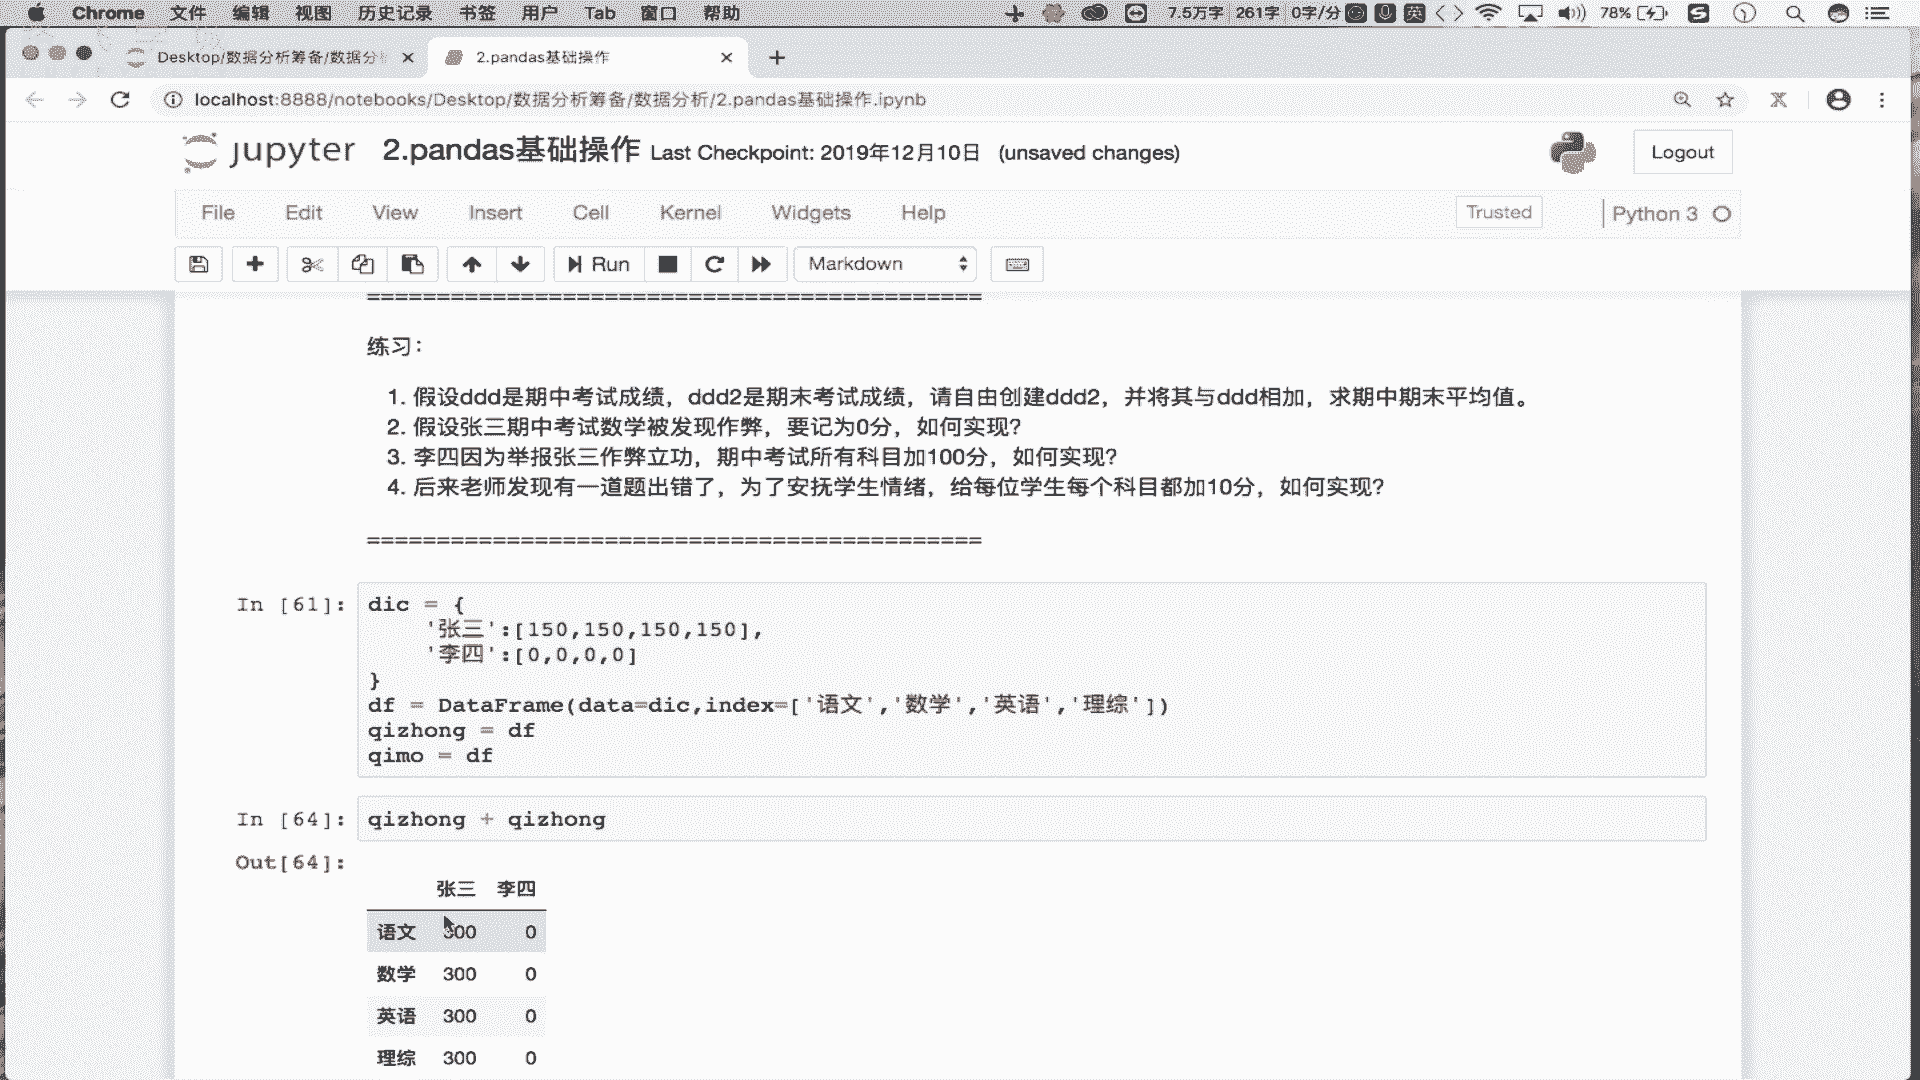 Chrome 文件 编辑 视图 历史记录 书签 用户 Tab 窗口 帮助 7.5万字 261字 0字/分 英 78%
Desktop/数据分析筹备/数据分析 2.pandas基础操作
localhost:8888/notebooks/Desktop/数据分析筹备/数据分析/2.pandas基础操作.ipynb
jupyter 2.pandas基础操作 Last Checkpoint: 2019年12月10日 (unsaved changes) Logout
File Edit View Insert Cell Kernel Widgets Help Trusted Python 3
Run Markdown
============================================
练习：
1. 假设ddd是期中考试成绩，ddd2是期末考试成绩，请自由创建ddd2，并将其与ddd相加，求期中期末平均值。
2. 假设张三期中考试数学被发现作弊，要记为0分，如何实现？
3. 李四因为举报张三作弊立功，期中考试所有科目加100分，如何实现？
4. 后来老师发现有一道题出错了，为了安抚学生情绪，给每位学生每个科目都加10分，如何实现？
============================================
In [61]: dic = {
'张三':[150,150,150,150],
'李四':[0,0,0,0]
}
df = DataFrame(data=dic,index=['语文','数学','英语','理综'])
qizhong = df
qimo = df
In [64]: qizhong + qizhong
Out[64]:
张三 李四
语文 300 0
数学 300 0
英语 300 0
理综 300 0